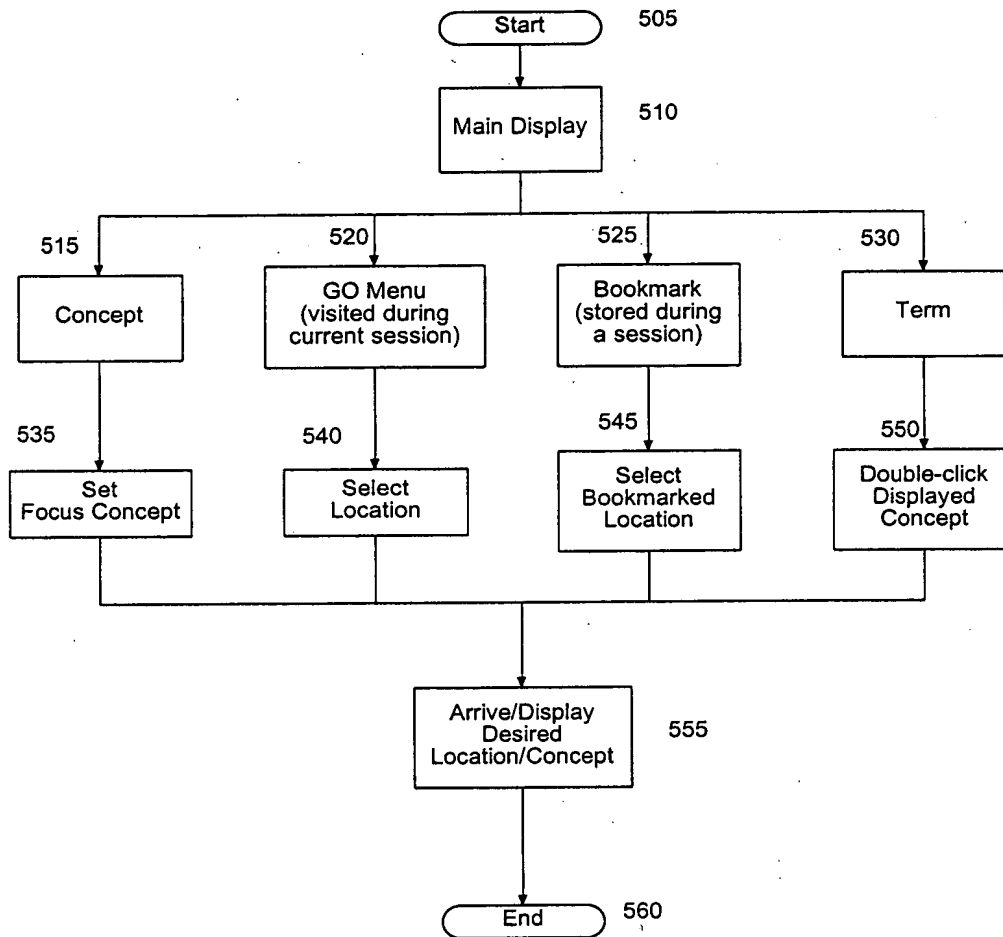 Start
505
Main Display
510
515
520
525
530
Concept
GO Menu
(visited during
current session)
Bookmark
(stored during
a session)
Term
535
540
545
550
Set
Focus Concept
Select
Location
Select
Bookmarked
Location
Double-click
Displayed
Concept
Arrive/Display
Desired
Location/Concept
555
End
560